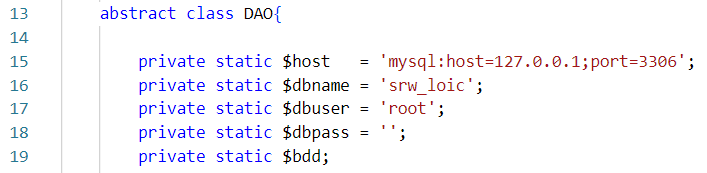 13 abstract class DAO{
14
15 private static $host   = 'mysql:host=127.0.0.1;port=3306';
16 private static $dbname = 'srw_loic';
17 private static $dbuser = 'root';
18 private static $dbpass = '';
19 private static $bdd;